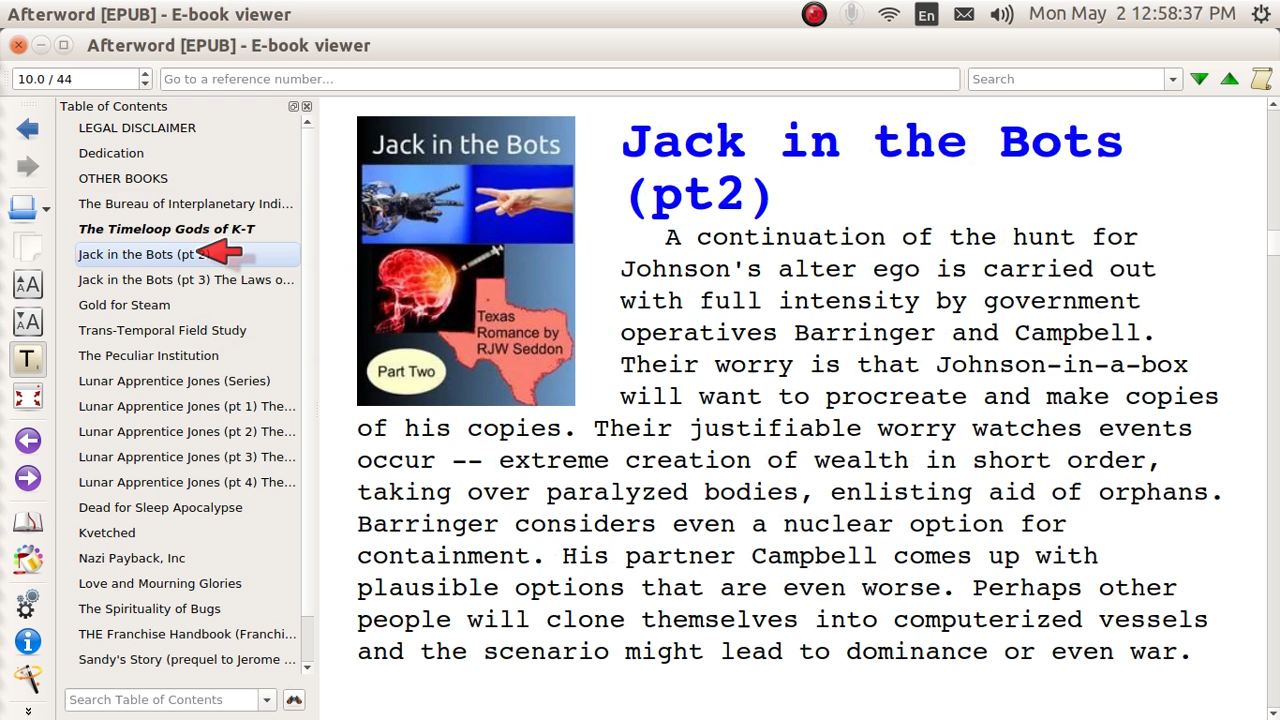 Afterword [EPUB] - E-book viewer
En
Mon May 2 12:58:37 PM
Afterword [EPUB] - E-book viewer
10.0 / 44
Go to a reference number...
Search
Table of Contents
LEGAL DISCLAIMER
Dedication
OTHER BOOKS
The Bureau of Interplanetary Indi...
The Timeloop Gods of K-T
Jack in the Bots (pt 2
Jack in the Bots (pt 3) The Laws o...
Gold for Steam
Trans-Temporal Field Study
The Peculiar Institution
Lunar Apprentice Jones (Series)
Lunar Apprentice Jones (pt 1) The...
Lunar Apprentice Jones (pt 2) The...
Lunar Apprentice Jones (pt 3) The...
Lunar Apprentice Jones (pt 4) The...
Dead for Sleep Apocalypse
Kvetched
Nazi Payback, Inc
Love and Mourning Glories
The Spirituality of Bugs
THE Franchise Handbook (Franchi...
Sandy's Story (prequel to Jerome ...
Search Table of Contents
A A
A A
T
Jack in the Bots
Texas
Romance by
RJW Seddon
Part Two
Jack in the Bots
(pt2)
A continuation of the hunt for
Johnson's alter ego is carried out
with full intensity by government
operatives Barringer and Campbell.
Their worry is that Johnson-in-a-box
will want to procreate and make copies
of his copies. Their justifiable worry watches events
occur -- extreme creation of wealth in short order,
taking over paralyzed bodies, enlisting aid of orphans.
Barringer considers even a nuclear option for
containment. His partner Campbell comes up with
plausible options that are even worse. Perhaps other
people will clone themselves into computerized vessels
and the scenario might lead to dominance or even war.